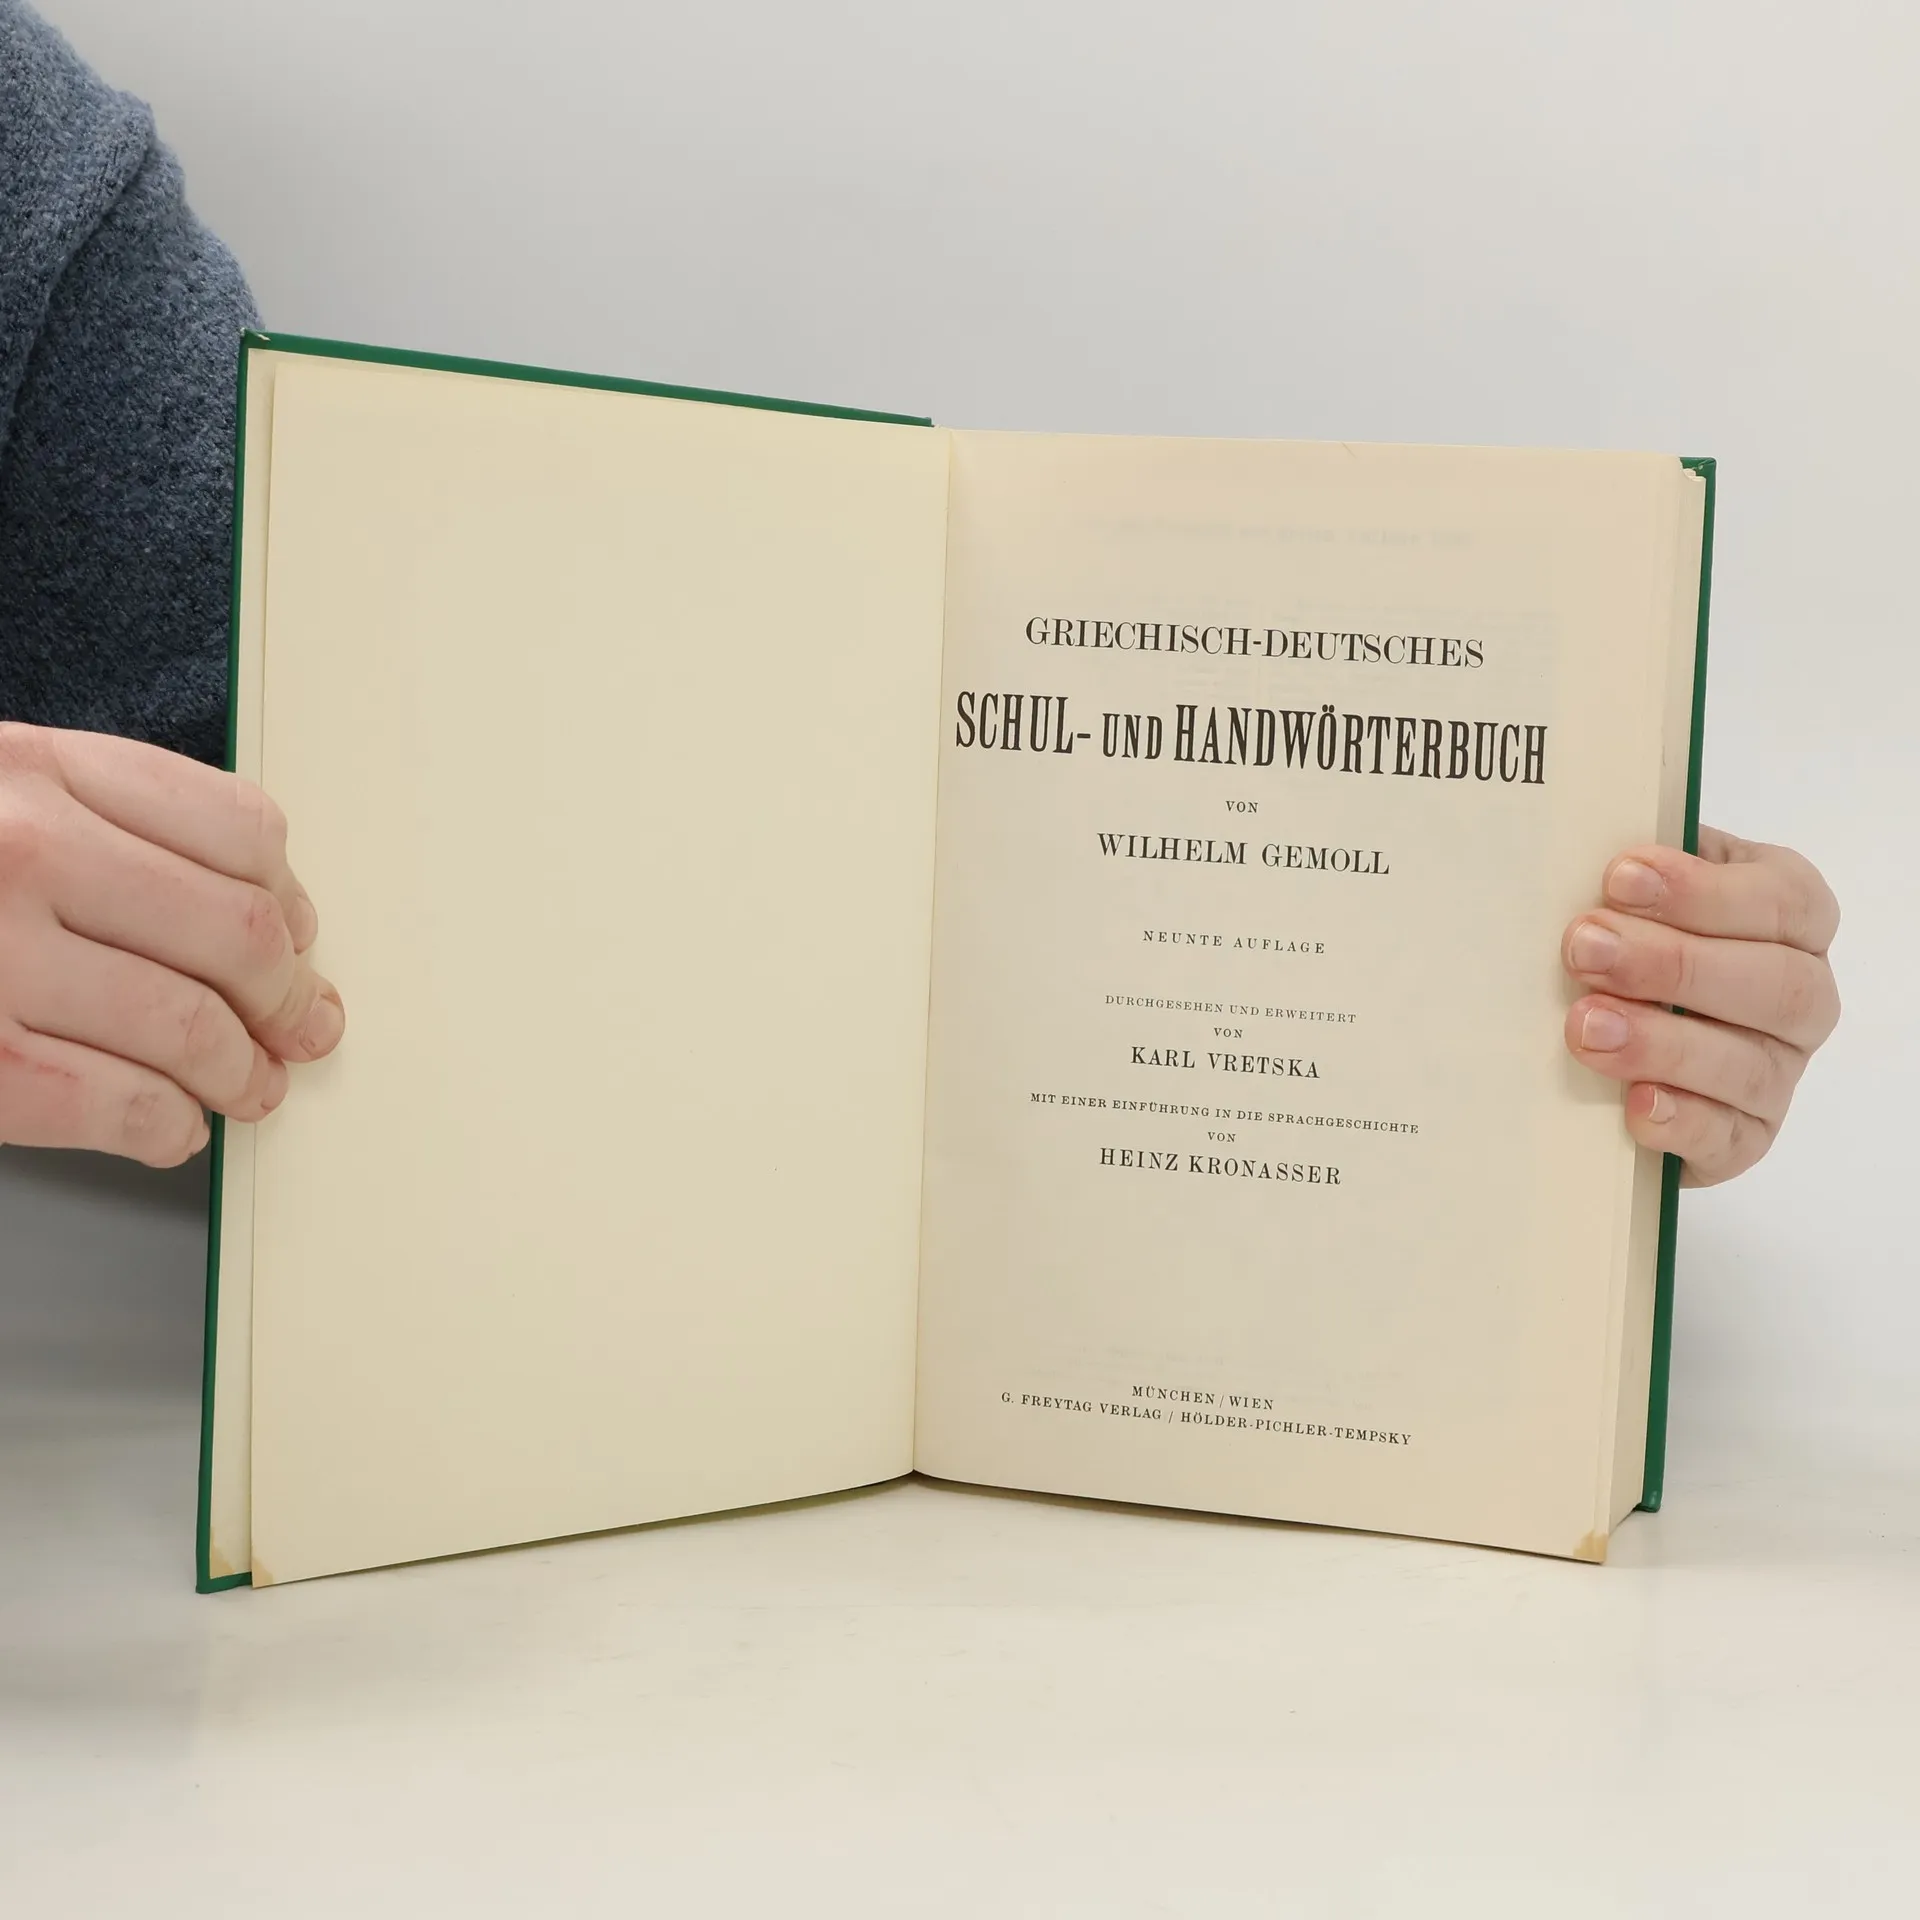 GRIECHISCH-DEUTSCHES
SCHUL- UND HANDWÖRTERBUCH
VON
WILHELM GEMOLL
NEUNTE AUFLAGE
DURCHGESEHEN UND ERWEITERT
VON
KARL VRETSKA
MIT EINER EINFÜHRUNG IN DIE SPRACHGESCHICHTE
VON
HEINZ KRONASSER
MÜNCHEN / WIEN
G. FREYTAG VERLAG / HÖLDER-PICHLER-TEMPSKY